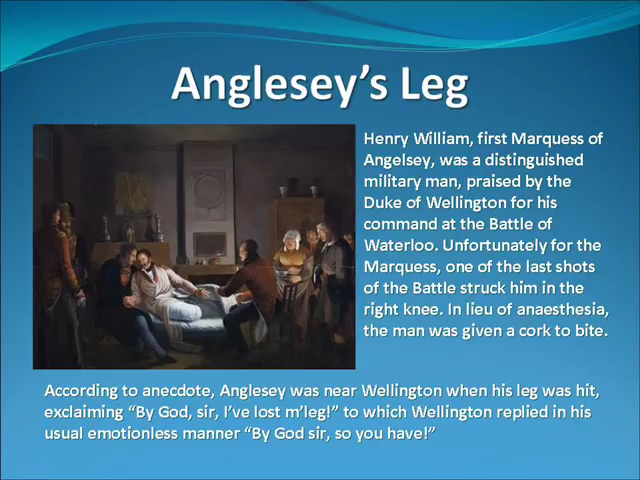 Anglesey’s Leg
Henry William, first Marquess of
Angelsey, was a distinguished
military man, praised by the
Duke of Wellington for his
command at the Battle of
Waterloo. Unfortunately for the
Marquess, one of the last shots
of the Battle struck him in the
right knee. In lieu of anaesthesia,
the man was given a cork to bite.
According to anecdote, Anglesey was near Wellington when his leg was hit,
exclaiming “By God, sir, I’ve lost m’leg!” to which Wellington replied in his
usual emotionless manner “By God sir, so you have!”